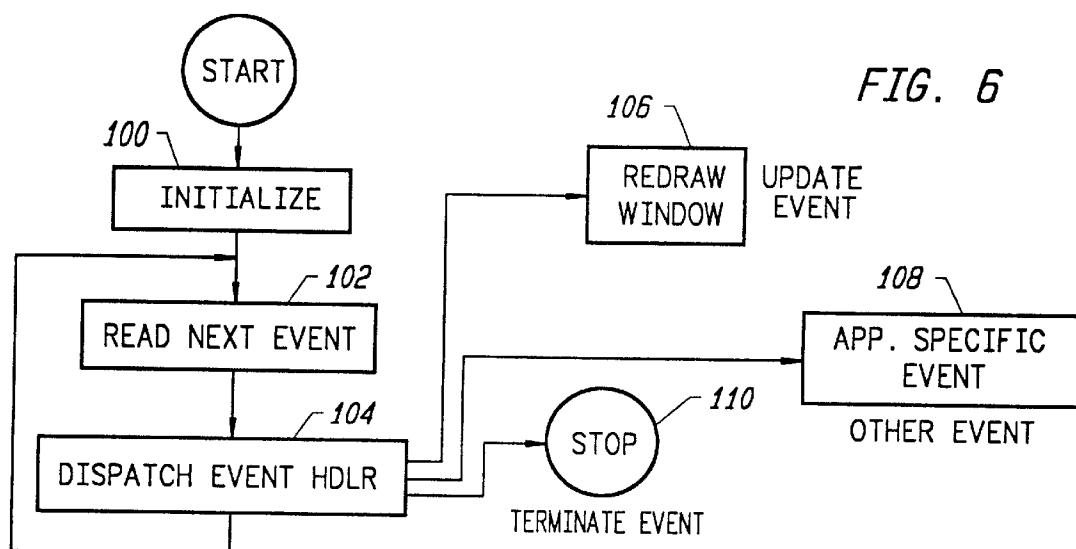 START
FIG. 6
100
INITIALIZE
106
REDRAW
WINDOW
UPDATE
EVENT
102
READ NEXT EVENT
108
APP. SPECIFIC
EVENT
OTHER EVENT
104
DISPATCH EVENT HDLR
110
STOP
TERMINATE EVENT